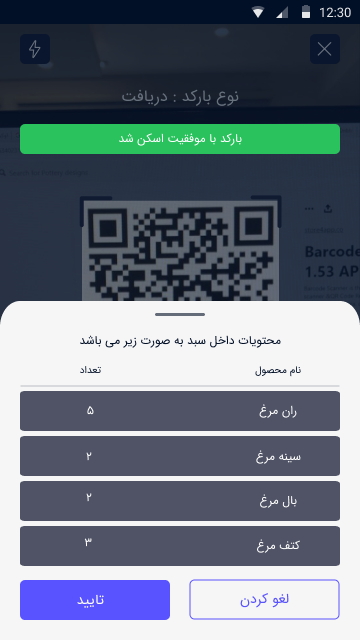 12:30
نوع بارکد : دریافت
بارکد با موفقیت اسکن شد
Barcode
1.53 AP
محتویات داخل سبد به صورت زیر می باشد
نام محصول تعداد
ران مرغ ۵
سینه مرغ ۲
بال مرغ ۲
کتف مرغ ۳
لغو کردن تایید